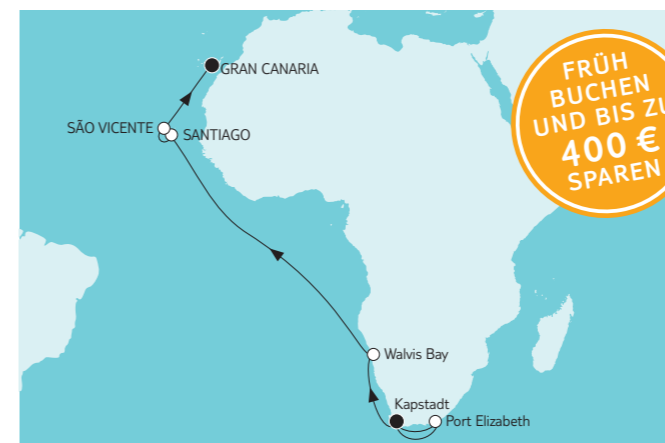 GRAN CANARIA
SÃO VICENTE
SANTIAGO
FRÜH
BUCHEN
UND BIS ZU
400 €
SPAREN
Walvis Bay
Kapstadt
Port Elizabeth